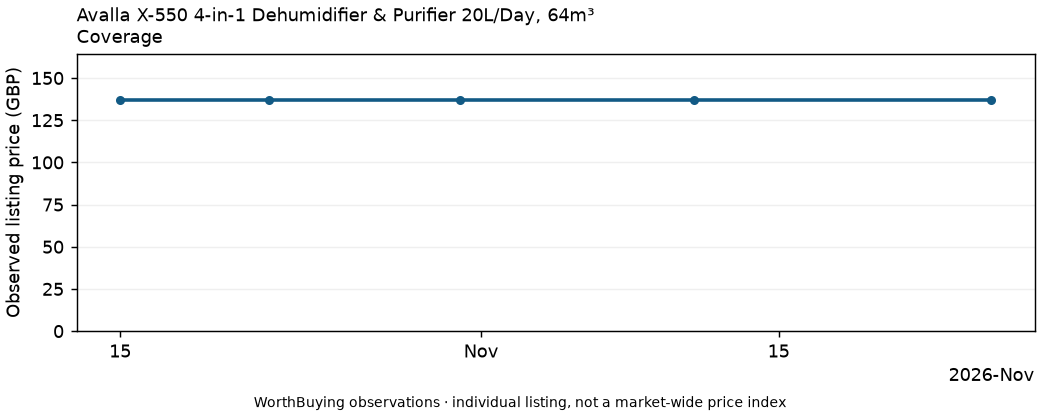 Avalla X-550 4-in-1 Dehumidifier & Purifier 20L/Day, 64m³
Coverage
Observed listing price (GBP)
150
125
100
75
50
25
0
15
Nov
15
2026-Nov
WorthBuying observations · individual listing, not a market-wide price index